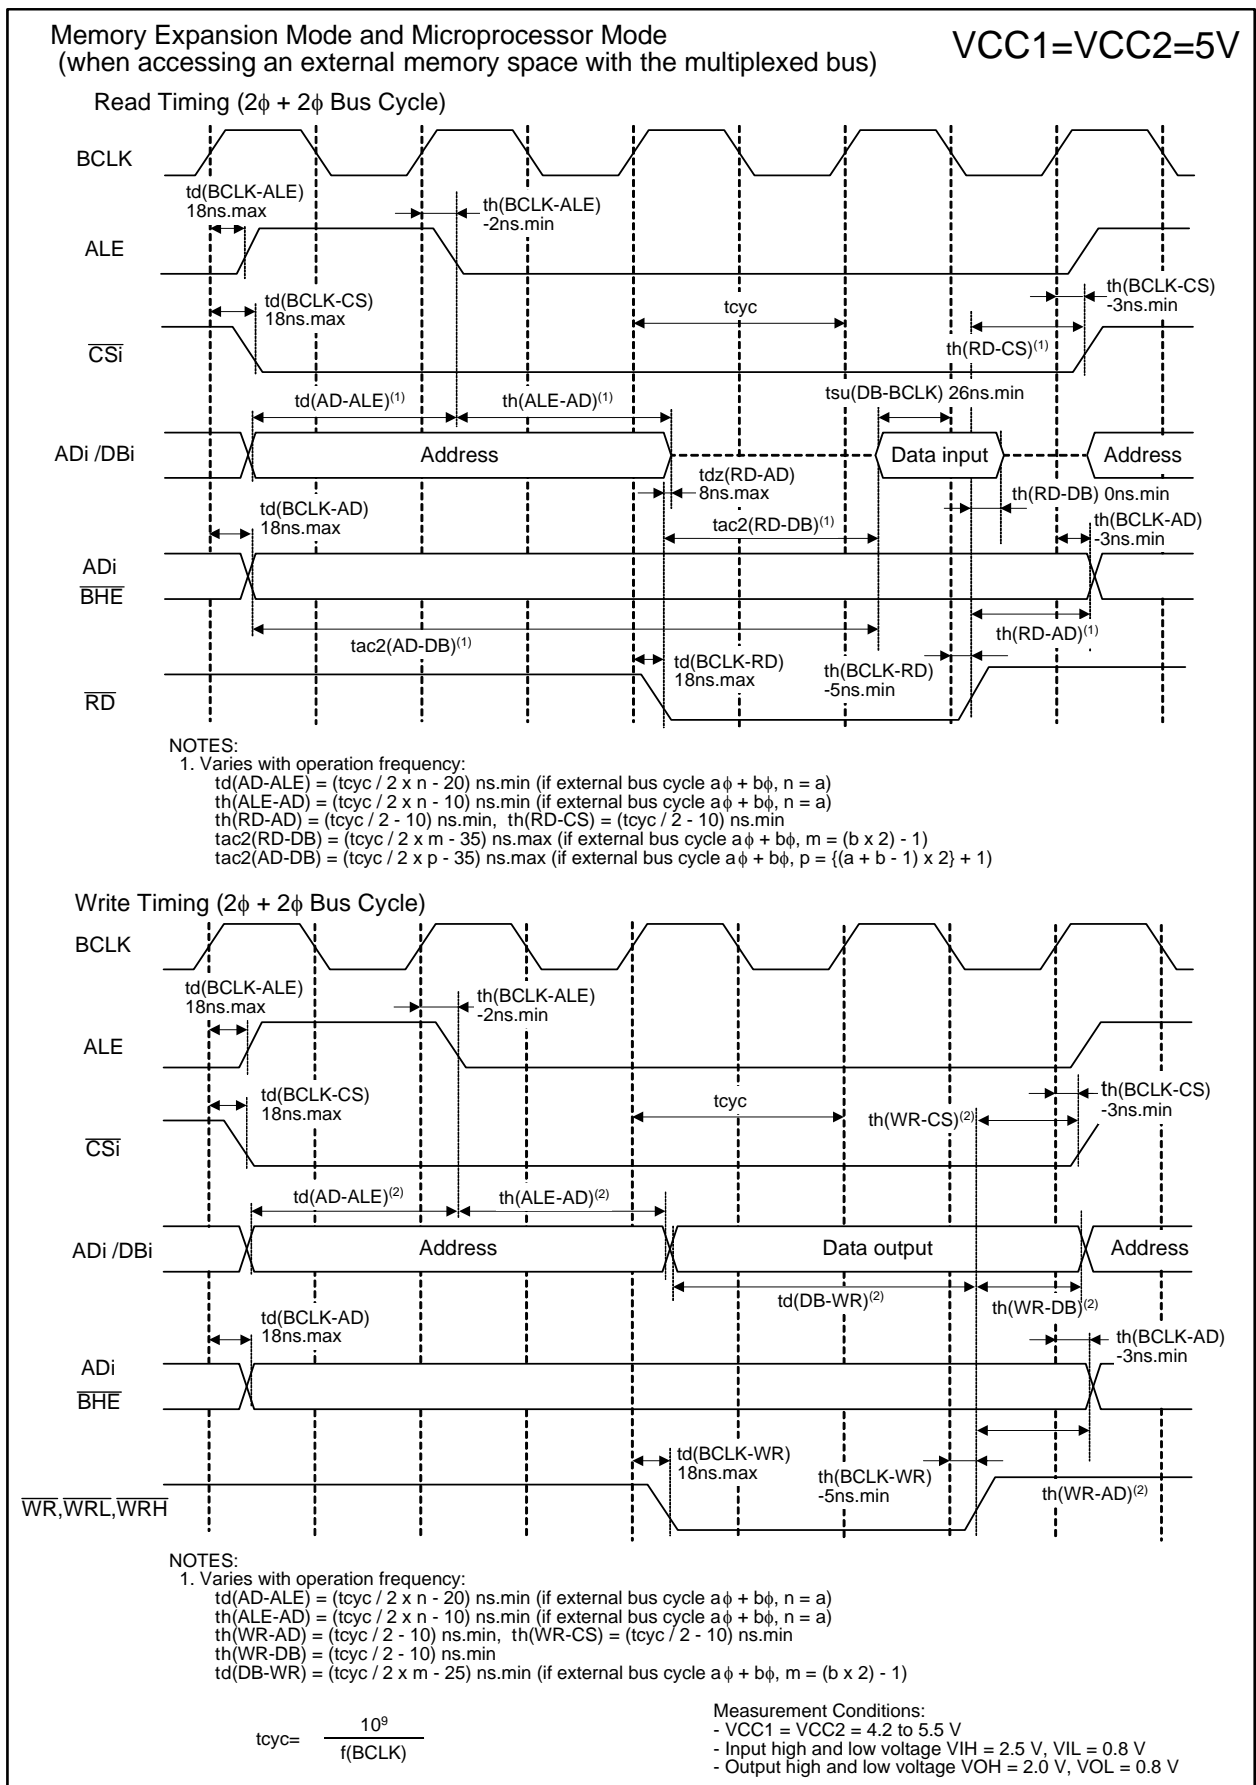 Memory Expansion Mode and Microprocessor Mode
(when accessing an external memory space with the multiplexed bus)
VCC1=VCC2=5V
Read Timing (2ϕ + 2ϕ Bus Cycle)
BCLK
td(BCLK-ALE)
18ns.max
th(BCLK-ALE)
-2ns.min
ALE
td(BCLK-CS)
18ns.max
tcyc
th(BCLK-CS)
-3ns.min
CSi
th(RD-CS)(1)
td(AD-ALE)(1)
th(ALE-AD)(1)
tsu(DB-BCLK) 26ns.min
ADi /DBi
Address
Data input
Address
tdz(RD-AD)
8ns.max
th(RD-DB) 0ns.min
td(BCLK-AD)
18ns.max
tac2(RD-DB)(1)
th(BCLK-AD)
-3ns.min
ADi
BHE
tac2(AD-DB)(1)
th(RD-AD)(1)
td(BCLK-RD)
18ns.max
th(BCLK-RD)
-5ns.min
RD
NOTES:
1. Varies with operation frequency:
td(AD-ALE) = (tcyc / 2 x n - 20) ns.min (if external bus cycle aϕ + bϕ, n = a)
th(ALE-AD) = (tcyc / 2 x n - 10) ns.min (if external bus cycle aϕ + bϕ, n = a)
th(RD-AD) = (tcyc / 2 - 10) ns.min, th(RD-CS) = (tcyc / 2 - 10) ns.min
tac2(RD-DB) = (tcyc / 2 x m - 35) ns.max (if external bus cycle aϕ + bϕ, m = (b x 2) - 1)
tac2(AD-DB) = (tcyc / 2 x p - 35) ns.max (if external bus cycle aϕ + bϕ, p = {(a + b - 1) x 2} + 1)
Write Timing (2ϕ + 2ϕ Bus Cycle)
BCLK
td(BCLK-ALE)
18ns.max
th(BCLK-ALE)
-2ns.min
ALE
td(BCLK-CS)
18ns.max
tcyc
th(BCLK-CS)
-3ns.min
th(WR-CS)(2)
CSi
td(AD-ALE)(2)
th(ALE-AD)(2)
ADi /DBi
Address
Data output
Address
td(DB-WR)(2)
th(WR-DB)(2)
td(BCLK-AD)
18ns.max
th(BCLK-AD)
-3ns.min
ADi
BHE
td(BCLK-WR)
18ns.max
th(BCLK-WR)
-5ns.min
th(WR-AD)(2)
WR,WRL,WRH
NOTES:
1. Varies with operation frequency:
td(AD-ALE) = (tcyc / 2 x n - 20) ns.min (if external bus cycle aϕ + bϕ, n = a)
th(ALE-AD) = (tcyc / 2 x n - 10) ns.min (if external bus cycle aϕ + bϕ, n = a)
th(WR-AD) = (tcyc / 2 - 10) ns.min, th(WR-CS) = (tcyc / 2 - 10) ns.min
th(WR-DB) = (tcyc / 2 - 10) ns.min
td(DB-WR) = (tcyc / 2 x m - 25) ns.min (if external bus cycle aϕ + bϕ, m = (b x 2) - 1)
tcyc=
10⁹
f(BCLK)
Measurement Conditions:
- VCC1 = VCC2 = 4.2 to 5.5 V
- Input high and low voltage VIH = 2.5 V, VIL = 0.8 V
- Output high and low voltage VOH = 2.0 V, VOL = 0.8 V